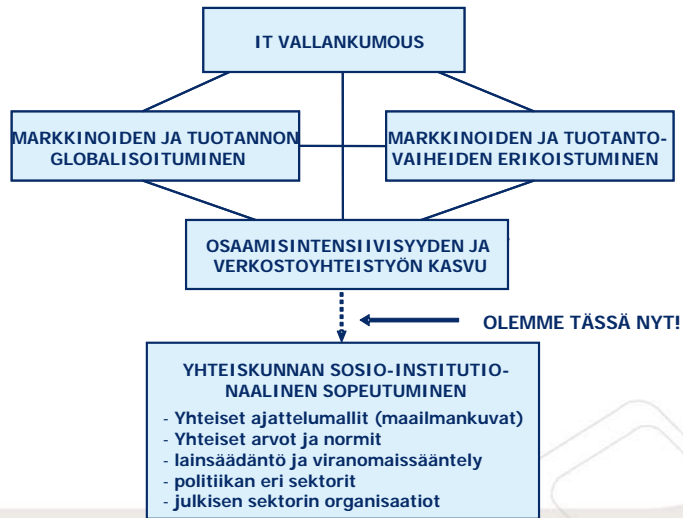 IT VALLANKUMOUS
MARKKINOIDEN JA TUOTANNON
GLOBALISOITUMINEN
MARKKINOIDEN JA TUOTANTO-
VAIHEIDEN ERIKOISTUMINEN
OSAAMISINTENSIIVISYYDEN JA
VERKOSTOYHTEISTYÖN KASVU
OLEMME TÄSSÄ NYT!
YHTEISKUNNAN SOSIO-INSTITUTIO-
NAALINEN SOPEUTUMINEN
- Yhteiset ajattelumallit (maailmankuvat)
- Yhteiset arvot ja normit
- lainsäädäntö ja viranomaissääntely
- politiikan eri sektorit
- julkisen sektorin organisaatiot